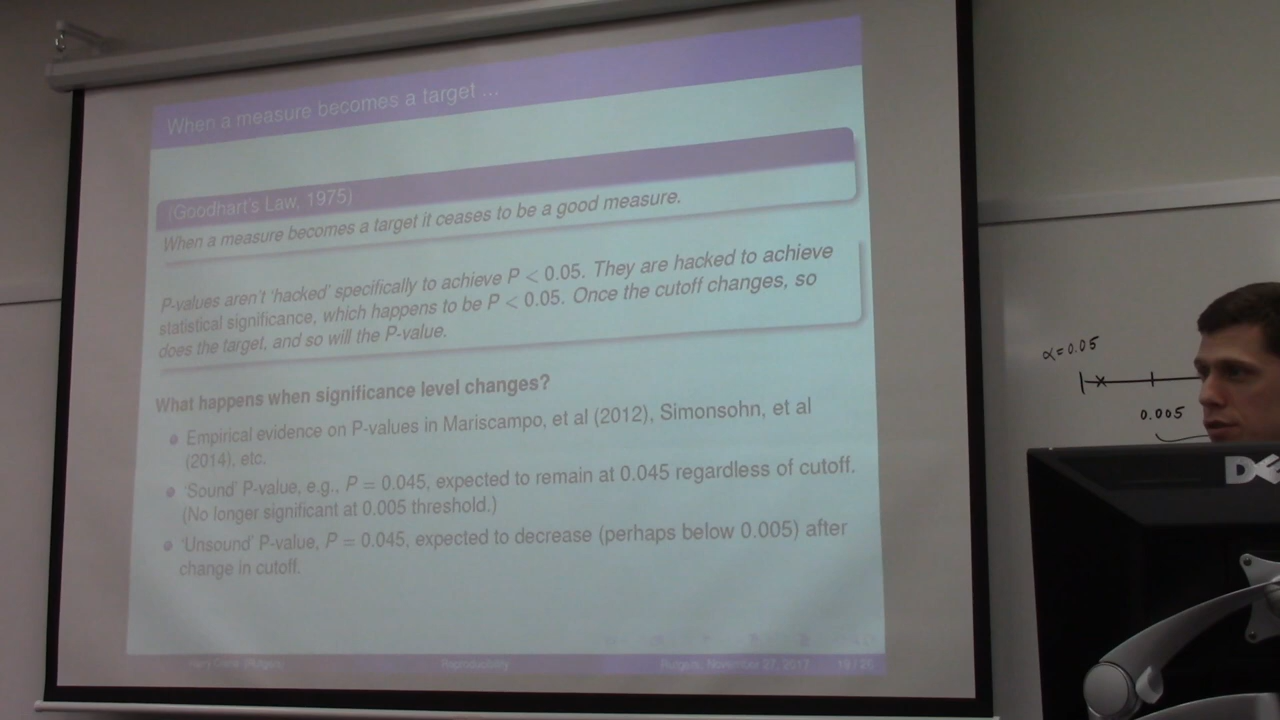 When a measure becomes a target ...
(Goodhart's Law, 1975)
When a measure becomes a target it ceases to be a good measure.
P-values aren't 'hacked' specifically to achieve P < 0.05. They are hacked to achieve
statistical significance, which happens to be P < 0.05. Once the cutoff changes, so
does the target, and so will the P-value.
What happens when significance level changes?
Empirical evidence on P-values in Mariscampo, et al (2012), Simonsohn, et al
(2014), etc.
'Sound' P-value, e.g., P = 0.045, expected to remain at 0.045 regardless of cutoff.
(No longer significant at 0.005 threshold.)
'Unsound' P-value, P = 0.045, expected to decrease (perhaps below 0.005) after
change in cutoff.
Harry (Rutgers) Reproducibility Rutgers, November 27, 2017 19 / 25
α=0.05
0.005
DE